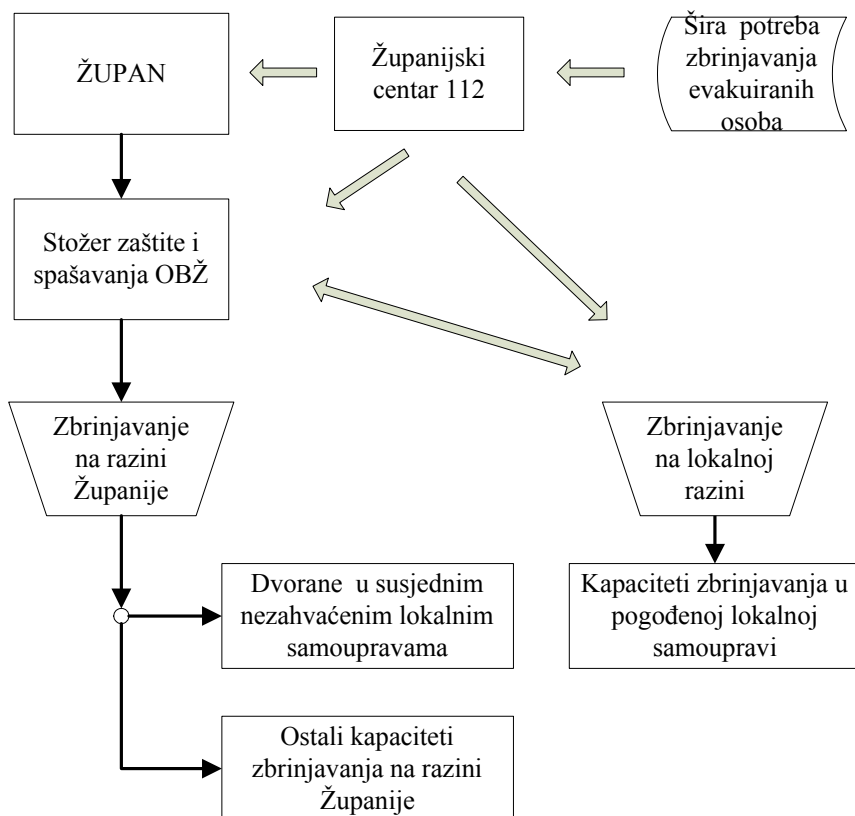 ŽUPAN
Županijski
centar 112
Šira potreba
zbrinjavanja
evakuiranih
osoba
Stožer zaštite i
spašavanja OBŽ
Zbrinjavanje
na razini
Županije
Zbrinjavanje
na lokalnoj
razini
Dvorane u susjednim
nezahvaćenim lokalnim
samoupravama
Kapaciteti zbrinjavanja u
pogođenoj lokalnoj
samoupravi
Ostali kapaciteti
zbrinjavanja na razini
Županije